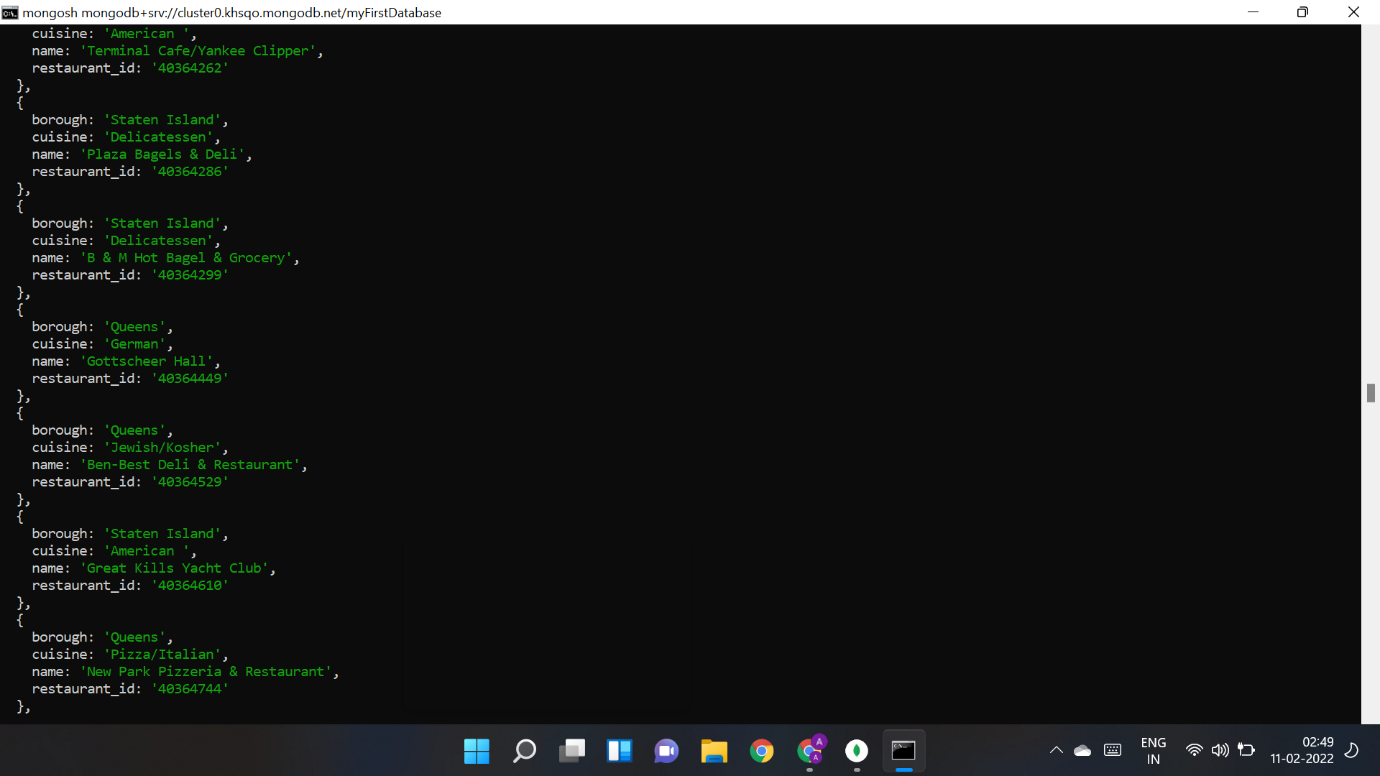 mongosh mongodb+srv://cluster0.khsqo.mongodb.net/myFirstDatabase
cuisine: 'American ',
name: 'Terminal Cafe/Yankee Clipper',
restaurant_id: '40364262'
},
{
borough: 'Staten Island',
cuisine: 'Delicatessen',
name: 'Plaza Bagels & Deli',
restaurant_id: '40364286'
},
{
borough: 'Staten Island',
cuisine: 'Delicatessen',
name: 'B & M Hot Bagel & Grocery',
restaurant_id: '40364299'
},
{
borough: 'Queens',
cuisine: 'German',
name: 'Gottscheer Hall',
restaurant_id: '40364449'
},
{
borough: 'Queens',
cuisine: 'Jewish/Kosher',
name: 'Ben-Best Deli & Restaurant',
restaurant_id: '40364529'
},
{
borough: 'Staten Island',
cuisine: 'American ',
name: 'Great Kills Yacht Club',
restaurant_id: '40364610'
},
{
borough: 'Queens',
cuisine: 'Pizza/Italian',
name: 'New Park Pizzeria & Restaurant',
restaurant_id: '40364744'
},
A
A
ENG
IN
02:49
11-02-2022